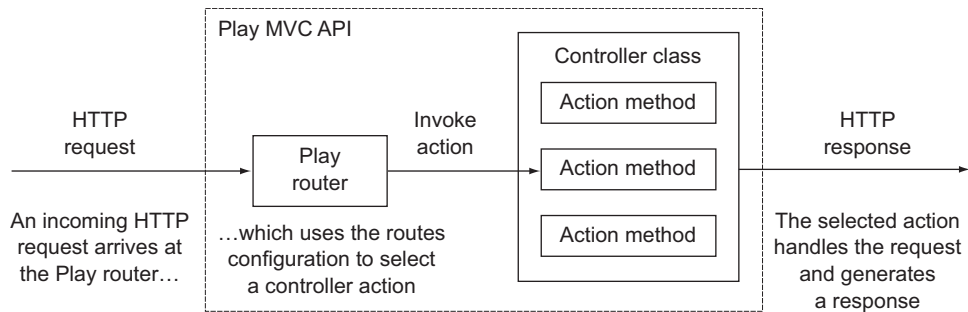 Play MVC API
Controller class
Action method
Action method
Action method
HTTP
request
Play
router
Invoke
action
HTTP
response
An incoming HTTP
request arrives at
the Play router…
…which uses the routes
configuration to select
a controller action
The selected action
handles the request
and generates
a response